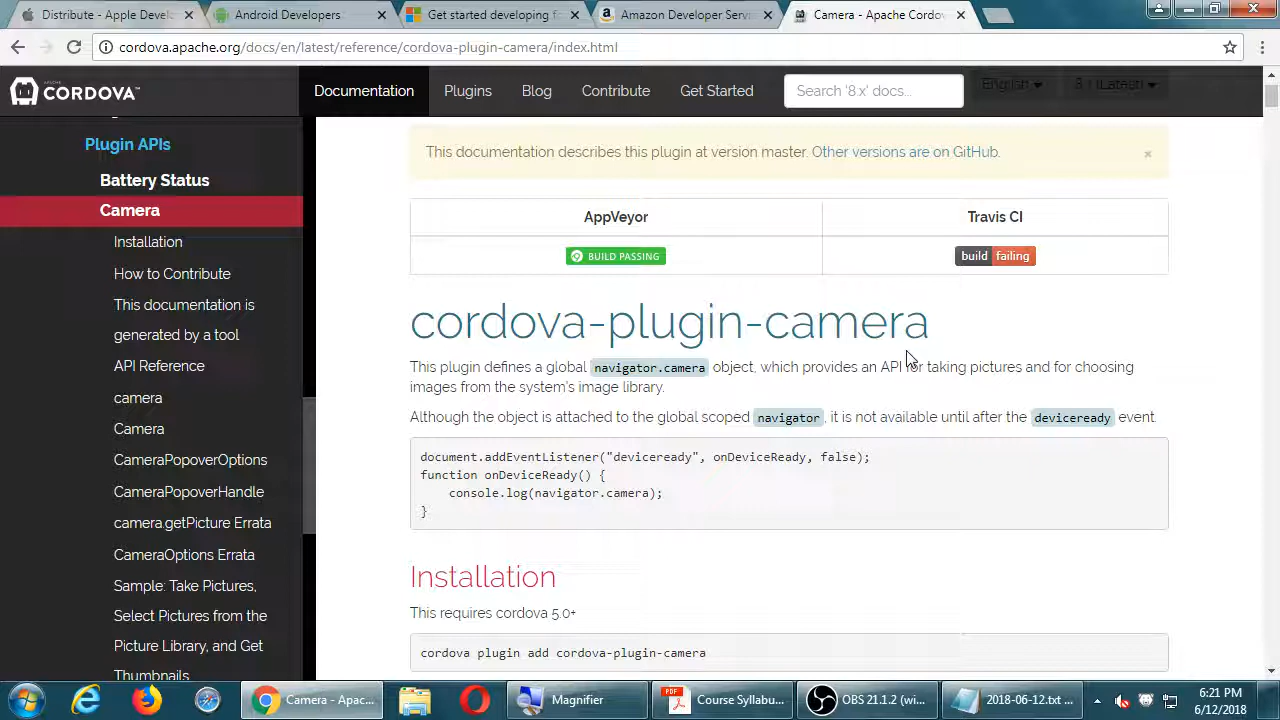 Distribute - Apple Devel
Android Developers
Get started developing
Amazon Developer Servi
Camera - Apache Cordov
cordova.apache.org/docs/en/latest/reference/cordova-plugin-camera/index.html
APACHE
CORDOVA™
Documentation
Plugins
Blog
Contribute
Get Started
Search '8.x' docs...
English
Plugin APIs
Battery Status
Camera
Installation
How to Contribute
This documentation is
generated by a tool
API Reference
camera
Camera
CameraPopoverOptions
CameraPopoverHandle
camera.getPicture Errata
CameraOptions Errata
Sample: Take Pictures,
Select Pictures from the
Picture Library, and Get
Thumbnails
This documentation describes this plugin at version master. Other versions are on GitHub. ×
AppVeyor
Travis CI
BUILD PASSING
build failing
cordova-plugin-camera
This plugin defines a global navigator.camera object, which provides an API for taking pictures and for choosing
images from the system's image library.
Although the object is attached to the global scoped navigator, it is not available until after the deviceready event.
document.addEventListener("deviceready", onDeviceReady, false);
function onDeviceReady() {
console.log(navigator.camera);
}
Installation
This requires cordova 5.0+
cordova plugin add cordova-plugin-camera
Camera - Apac...
Magnifier
PDF
Course Syllabu...
OBS 21.1.2 (wi...
2018-06-12.txt ...
6:21 PM
6/12/2018